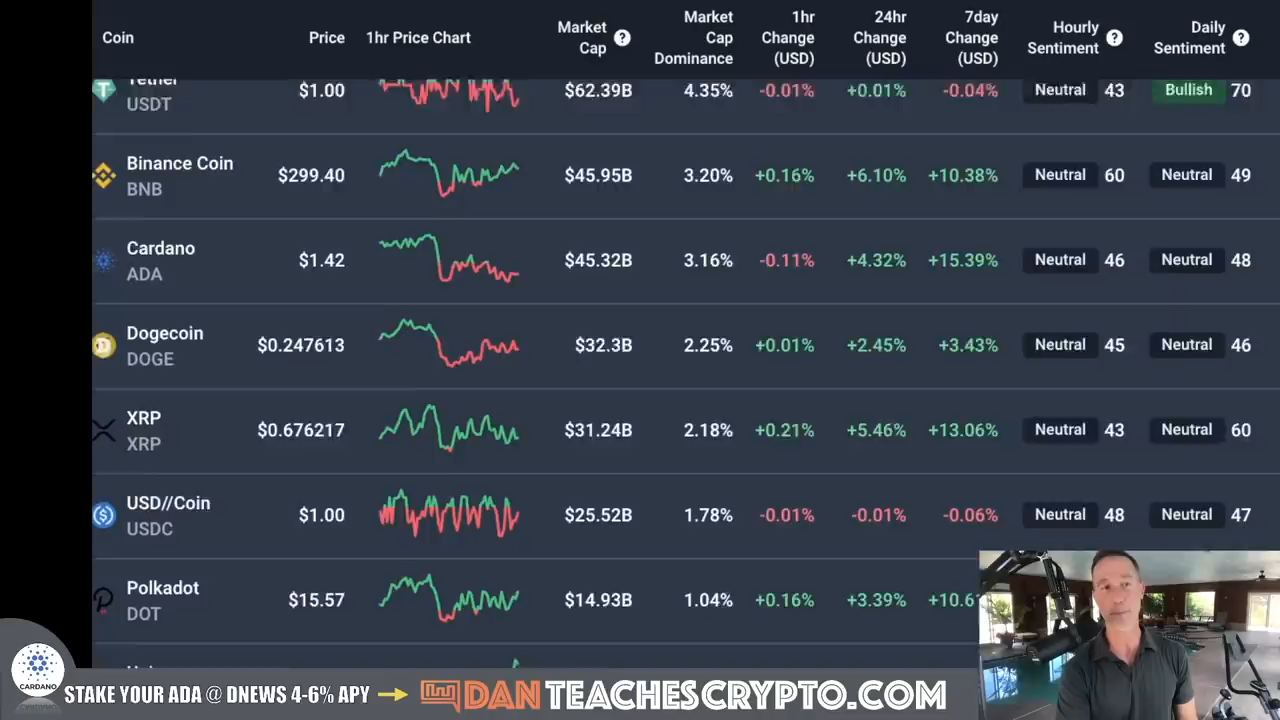 Coin Price 1hr Price Chart Market Cap ? Market Cap Dominance 1hr Change (USD) 24hr Change (USD) 7day Change (USD) Hourly Sentiment ? Daily Sentiment ?
Tether
USDT $1.00 $62.39B 4.35% -0.01% +0.01% -0.04% Neutral 43 Bullish 70
Binance Coin
BNB $299.40 $45.95B 3.20% +0.16% +6.10% +10.38% Neutral 60 Neutral 49
Cardano
ADA $1.42 $45.32B 3.16% -0.11% +4.32% +15.39% Neutral 46 Neutral 48
Dogecoin
DOGE $0.247613 $32.3B 2.25% +0.01% +2.45% +3.43% Neutral 45 Neutral 46
XRP
XRP $0.676217 $31.24B 2.18% +0.21% +5.46% +13.06% Neutral 43 Neutral 60
USD//Coin
USDC $1.00 $25.52B 1.78% -0.01% -0.01% -0.06% Neutral 48 Neutral 47
Polkadot
DOT $15.57 $14.93B 1.04% +0.16% +3.39% +10.61
CARDANO
STAKE YOUR ADA @ DNEWS 4-6% APY
DANTEACHESCRYPTO.COM